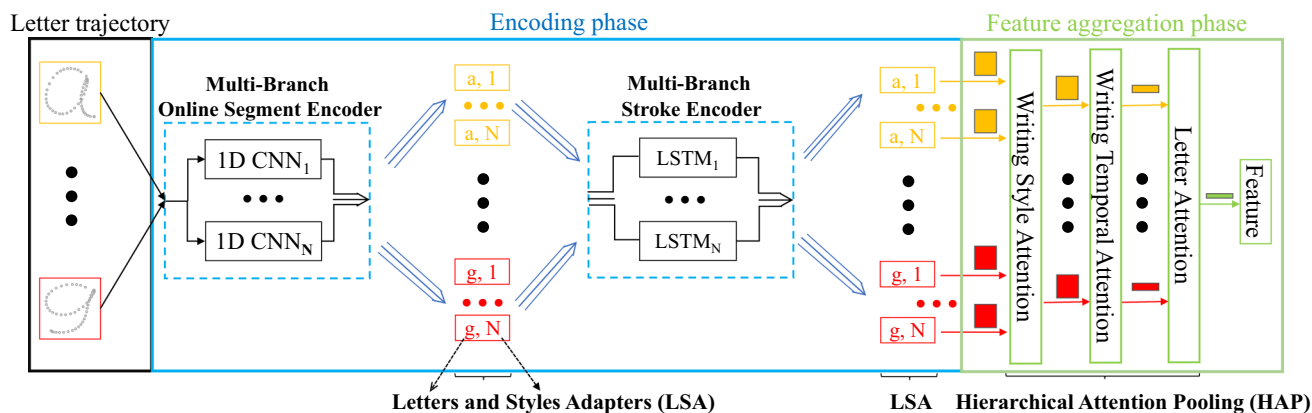 Letter trajectory
Encoding phase
Feature aggregation phase
Multi-Branch
Online Segment Encoder
1D CNN1
1D CNNN
a, 1
a, N
g, 1
g, N
Multi-Branch
Stroke Encoder
LSTM1
LSTMN
a, 1
a, N
g, 1
g, N
Writing Style Attention
Writing Temporal Attention
Letter Attention
Feature
Letters and Styles Adapters (LSA)
LSA
Hierarchical Attention Pooling (HAP)